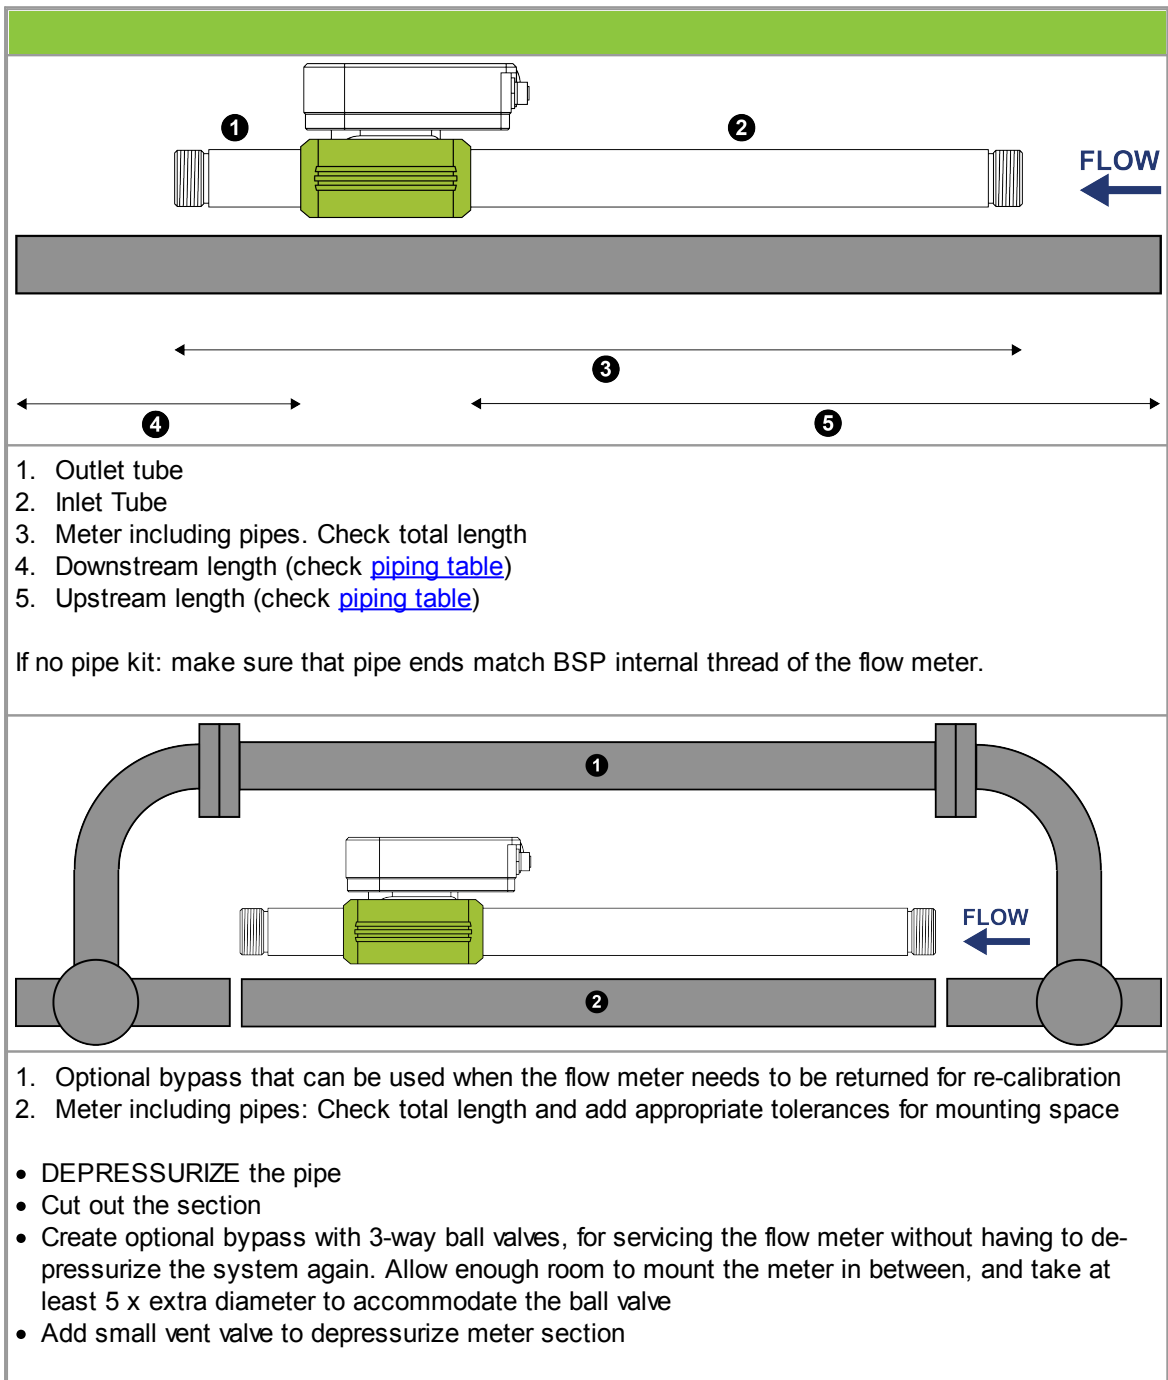 1
2
FLOW
3
4
5
1. Outlet tube
2. Inlet Tube
3. Meter including pipes. Check total length
4. Downstream length (check piping table)
5. Upstream length (check piping table)
If no pipe kit: make sure that pipe ends match BSP internal thread of the flow meter.
1
FLOW
2
1. Optional bypass that can be used when the flow meter needs to be returned for re-calibration
2. Meter including pipes: Check total length and add appropriate tolerances for mounting space
• DEPRESSURIZE the pipe
• Cut out the section
• Create optional bypass with 3-way ball valves, for servicing the flow meter without having to de-
pressurize the system again. Allow enough room to mount the meter in between, and take at
least 5 x extra diameter to accommodate the ball valve
• Add small vent valve to depressurize meter section